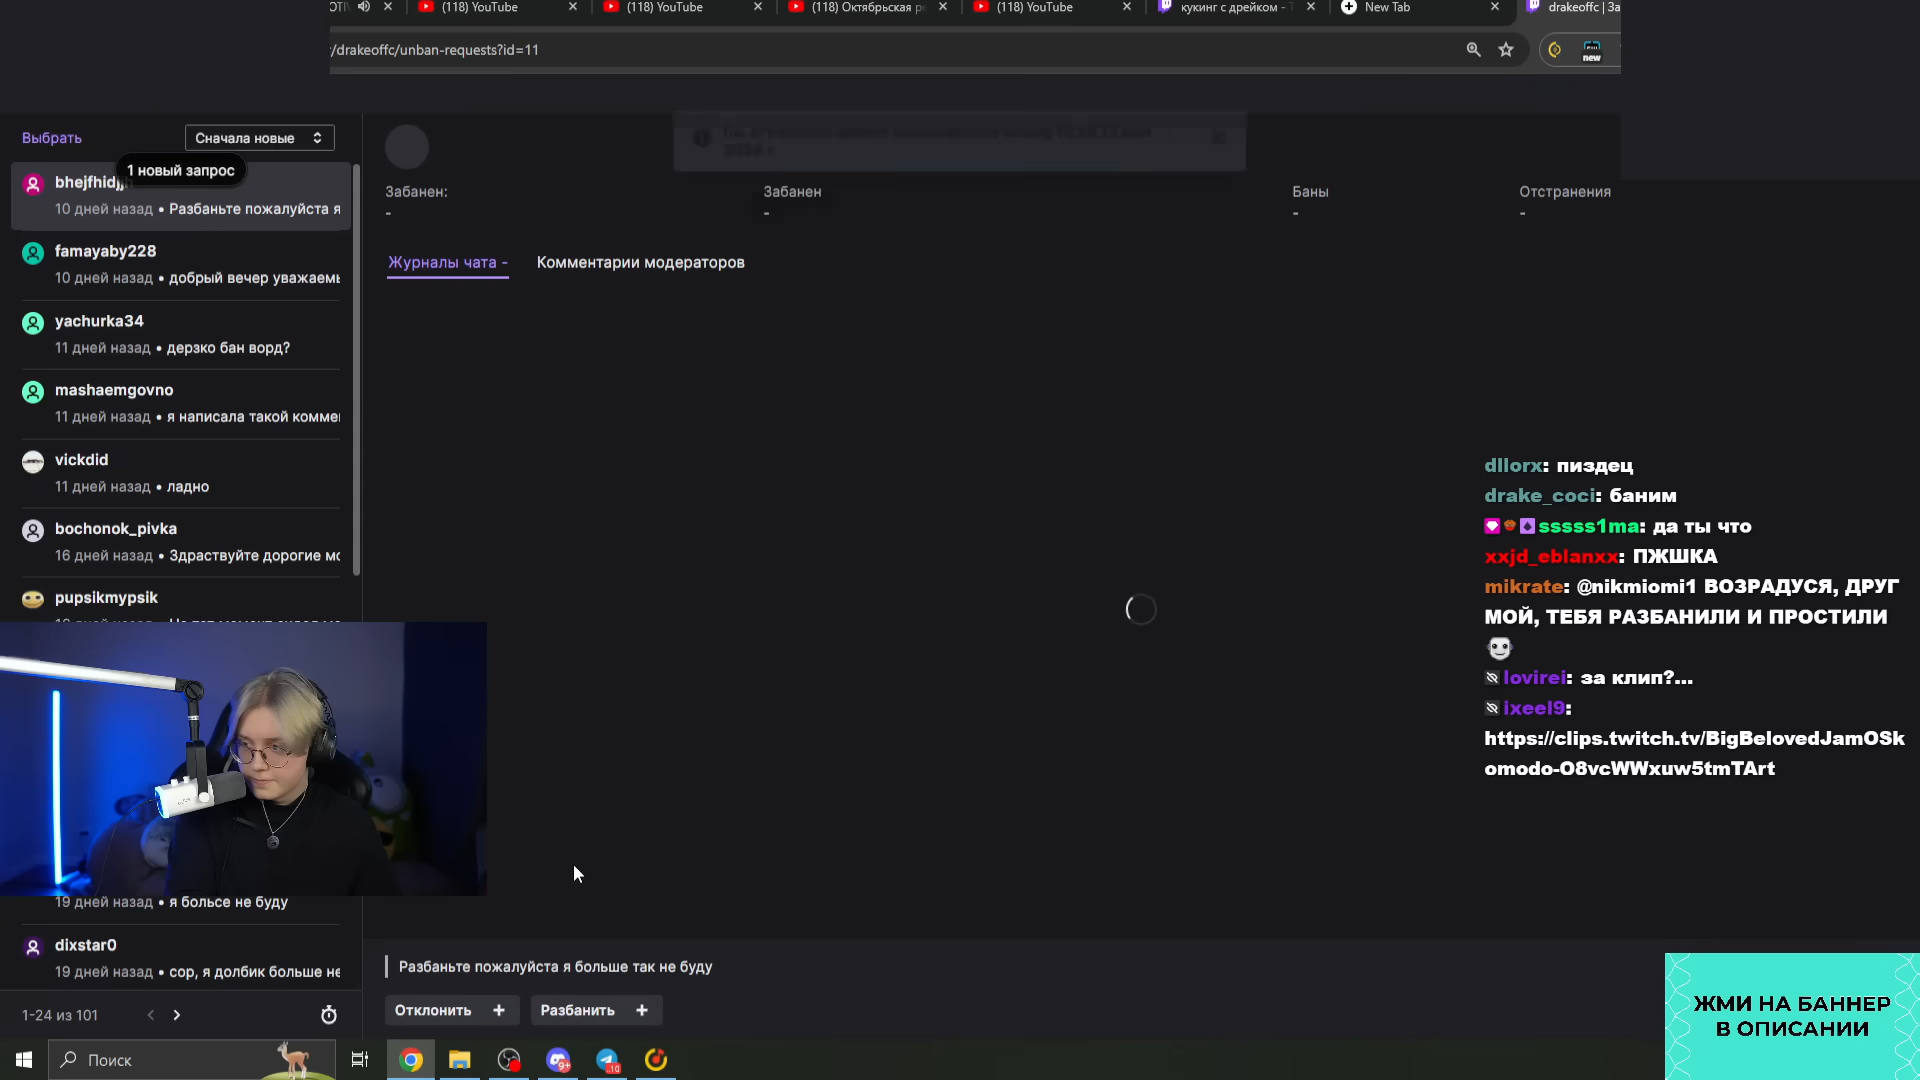 (118) YouTube
(118) YouTube
(118) Октябрьская р
(118) YouTube
кукинг с дрейком -
New Tab
drakeoffc | За
/drakeoffc/unban-requests?id=11
new
Выбрать
Сначала новые
1 новый запрос
bhejfhidjjh
10 дней назад • Разбаньте пожалуйста я
famayaby228
10 дней назад • добрый вечер уважаемы
yachurka34
11 дней назад • дерзко бан ворд?
mashaemgovno
11 дней назад • я написала такой комме
vickdid
11 дней назад • ладно
bochonok_pivka
16 дней назад • Здраствуйте дорогие мо
pupsikmypsik
19 дней назад • я больсе не буду
dixstar0
19 дней назад • сор, я долбик больше не
1-24 из 101
Забанен:
-
Забанен
-
Баны
-
Отстранения
-
Журналы чата -
Комментарии модераторов
Разбаньте пожалуйста я больше так не буду
Отклонить +
Разбанить +
dllorx: пиздец
drake_coci: баним
sssss1ma: да ты что
xxjd_eblanxx: ПЖШКА
mikrate: @nikmiomi1 ВОЗРАДУСЯ, ДРУГ
МОЙ, ТЕБЯ РАЗБАНИЛИ И ПРОСТИЛИ
lovirei: за клип?...
ixeel9:
https://clips.twitch.tv/BigBelovedJamOSk
omodo-O8vcWWxuw5tmTArt
ЖМИ НА БАННЕР
В ОПИСАНИИ
Поиск
9+
10